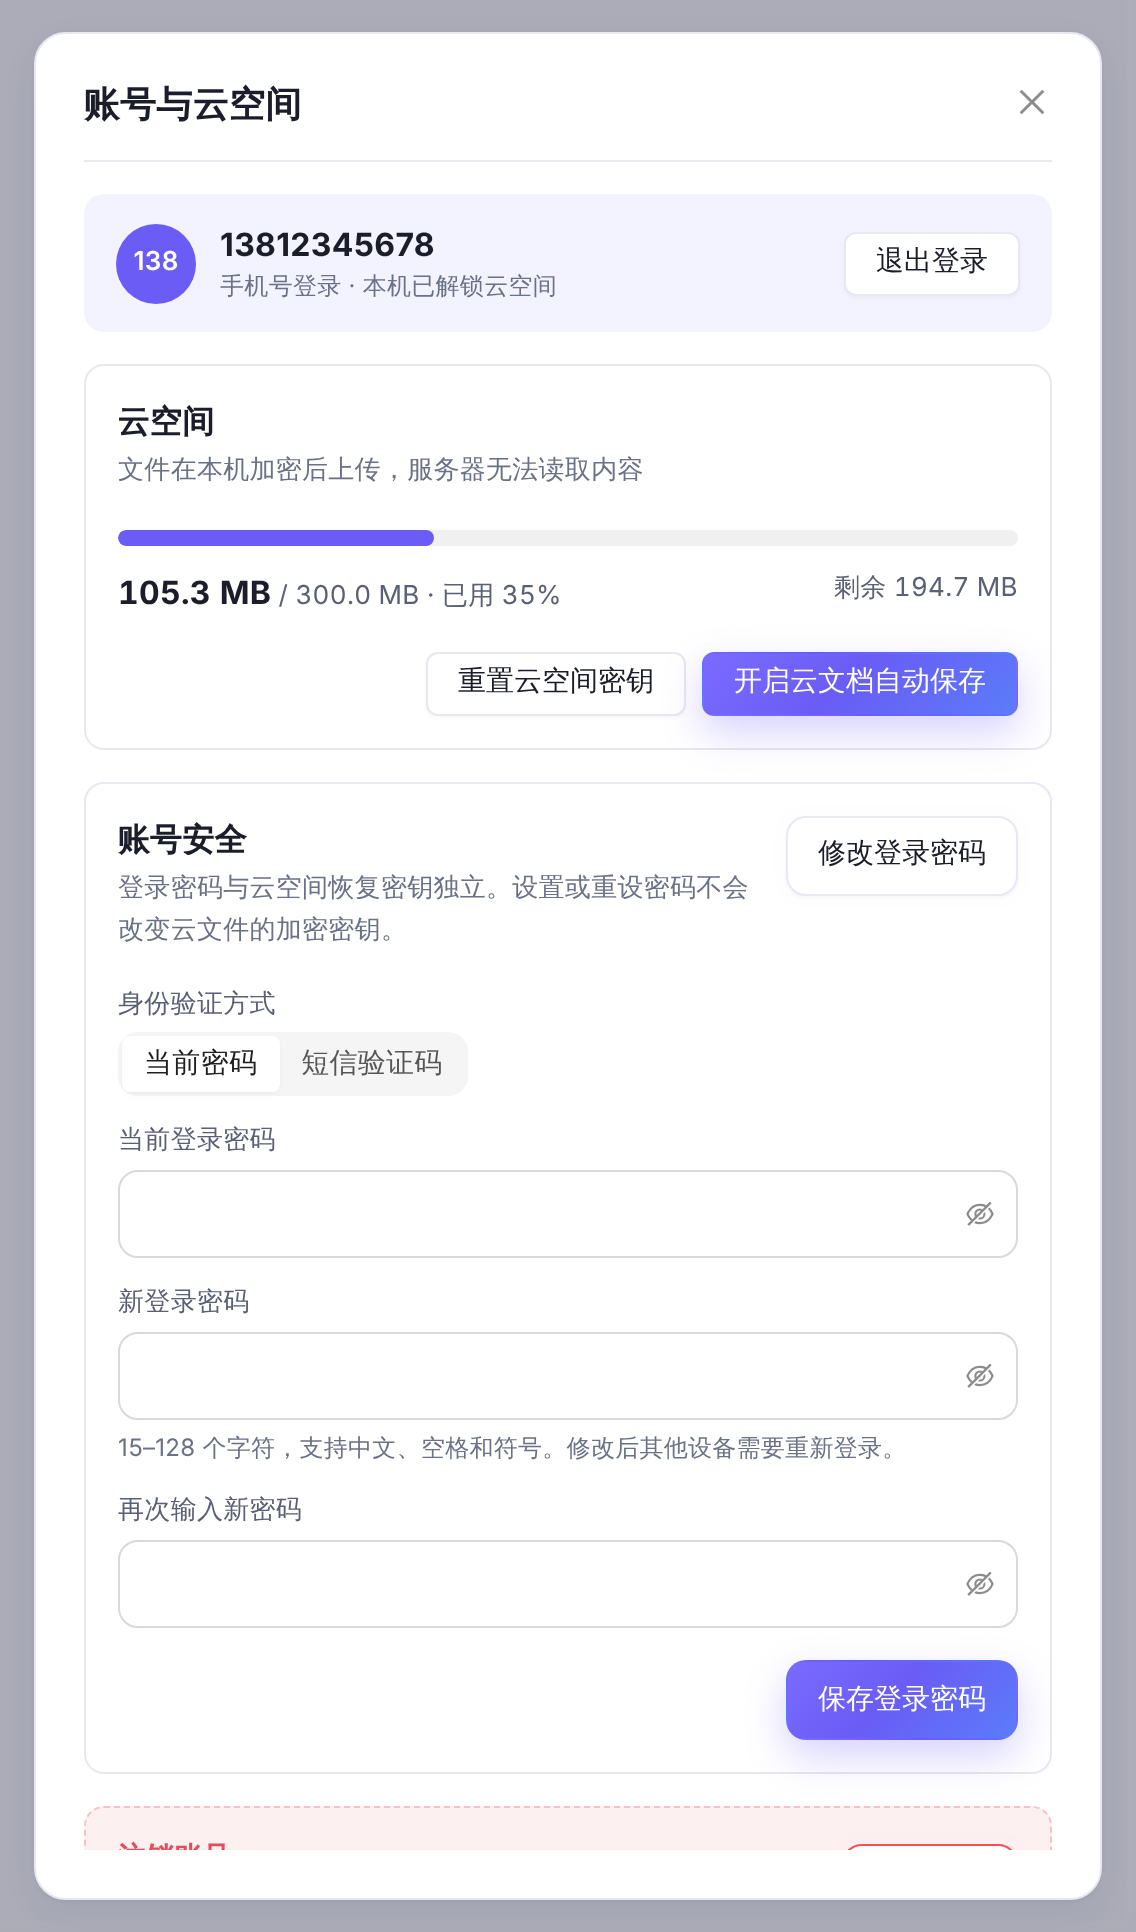 账号与云空间
138
13812345678
手机号登录 · 本机已解锁云空间
退出登录
云空间
文件在本机加密后上传，服务器无法读取内容
105.3 MB / 300.0 MB · 已用 35%
剩余 194.7 MB
重置云空间密钥
开启云文档自动保存
账号安全
修改登录密码
登录密码与云空间恢复密钥独立。设置或重设密码不会
改变云文件的加密密钥。
身份验证方式
当前密码
短信验证码
当前登录密码
新登录密码
15–128 个字符，支持中文、空格和符号。修改后其他设备需要重新登录。
再次输入新密码
保存登录密码